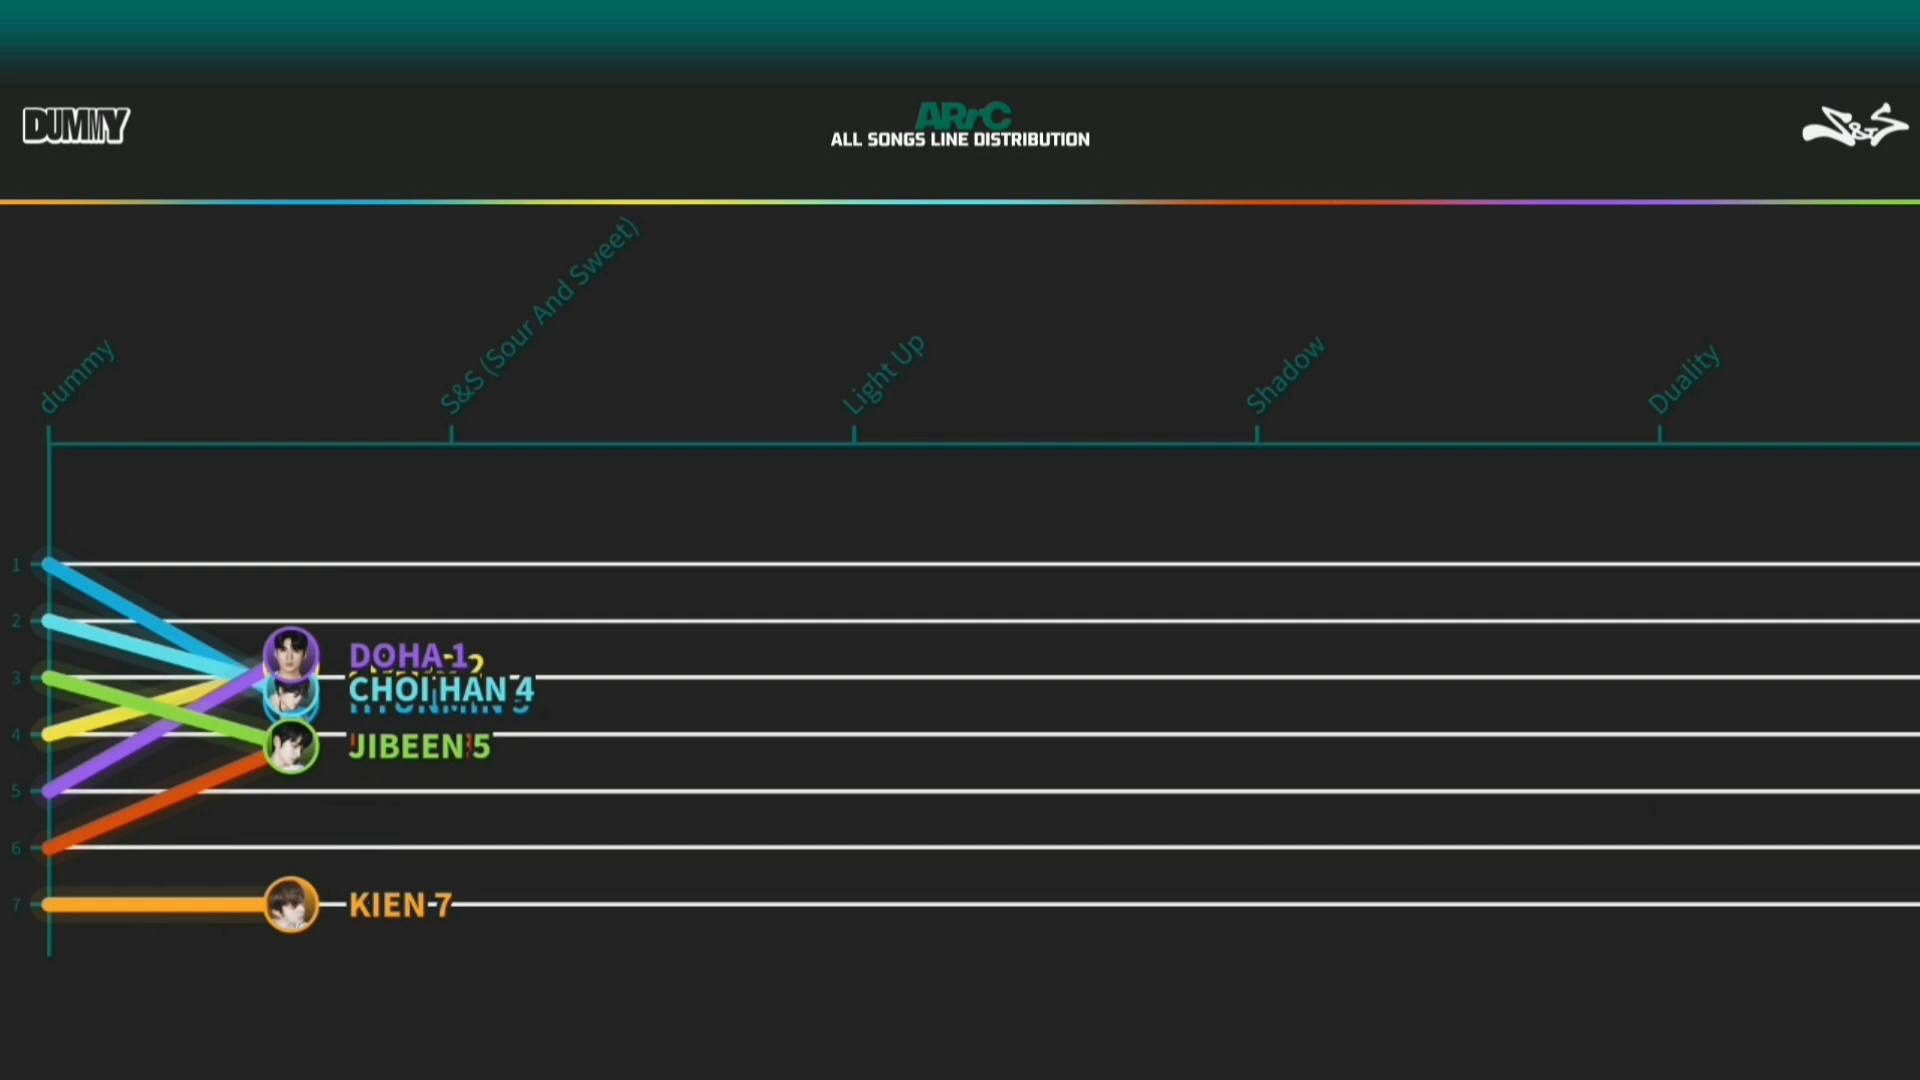 DUMMY
ARrC
ALL SONGS LINE DISTRIBUTION
S&S
dummy
S&S (Sour And Sweet)
Light Up
Shadow
Duality
1
2
3
4
5
6
7
DOHA 1
2
CHOI HAN 4
JIBEEN 5
KIEN 7